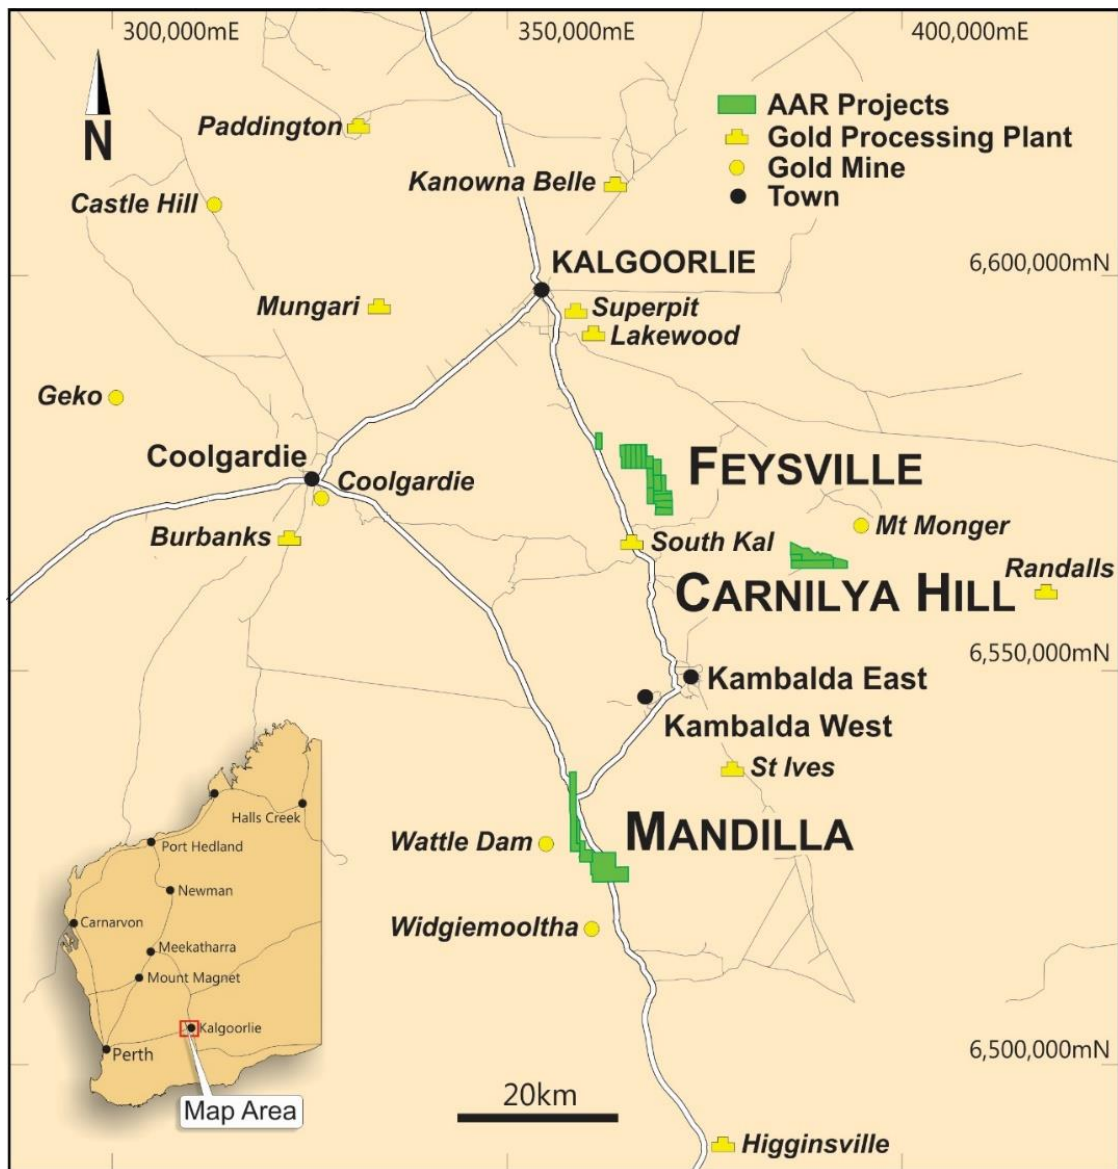 300,000mE
350,000mE
400,000mE
N
AAR Projects
Gold Processing Plant
Gold Mine
Town
Paddington
Kanowna Belle
Castle Hill
KALGOORLIE
6,600,000mN
Mungari
Superpit
Lakewood
Geko
Coolgardie
Coolgardie
FEYSVILLE
Burbanks
South Kal
Mt Monger
Randalls
CARNILYA HILL
6,550,000mN
Kambalda East
Kambalda West
St Ives
Wattle Dam
MANDILLA
Widgiemooltha
Halls Creek
Port Hedland
Newman
Carnarvon
Meekatharra
Mount Magnet
Kalgoorlie
Perth
Map Area
6,500,000mN
20km
Higginsville